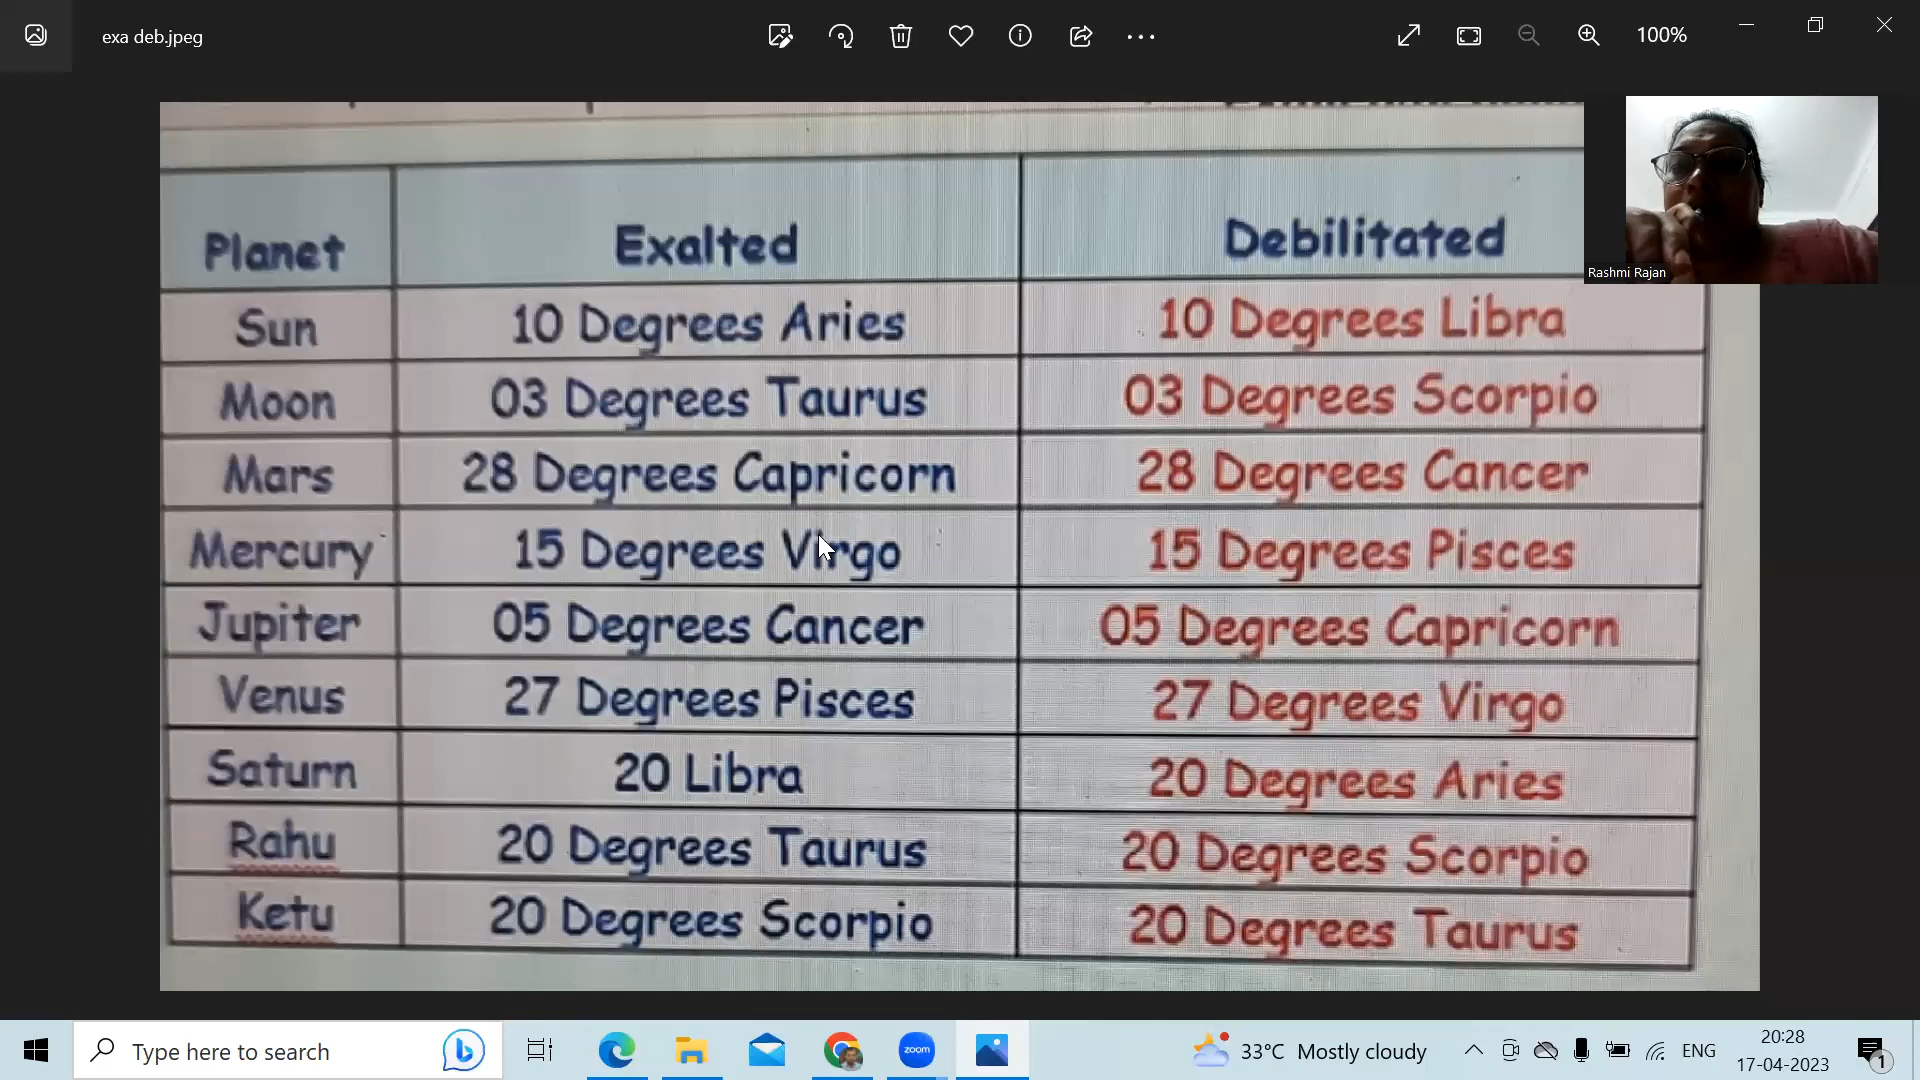 exa deb.jpeg
100%
Planet Exalted Debilitated
Sun 10 Degrees Aries 10 Degrees Libra
Moon 03 Degrees Taurus 03 Degrees Scorpio
Mars 28 Degrees Capricorn 28 Degrees Cancer
Mercury 15 Degrees Virgo 15 Degrees Pisces
Jupiter 05 Degrees Cancer 05 Degrees Capricorn
Venus 27 Degrees Pisces 27 Degrees Virgo
Saturn 20 Libra 20 Degrees Aries
Rahu 20 Degrees Taurus 20 Degrees Scorpio
Ketu 20 Degrees Scorpio 20 Degrees Taurus
Rashmi Rajan
Type here to search
zoom
33°C Mostly cloudy
ENG
20:28
17-04-2023
1